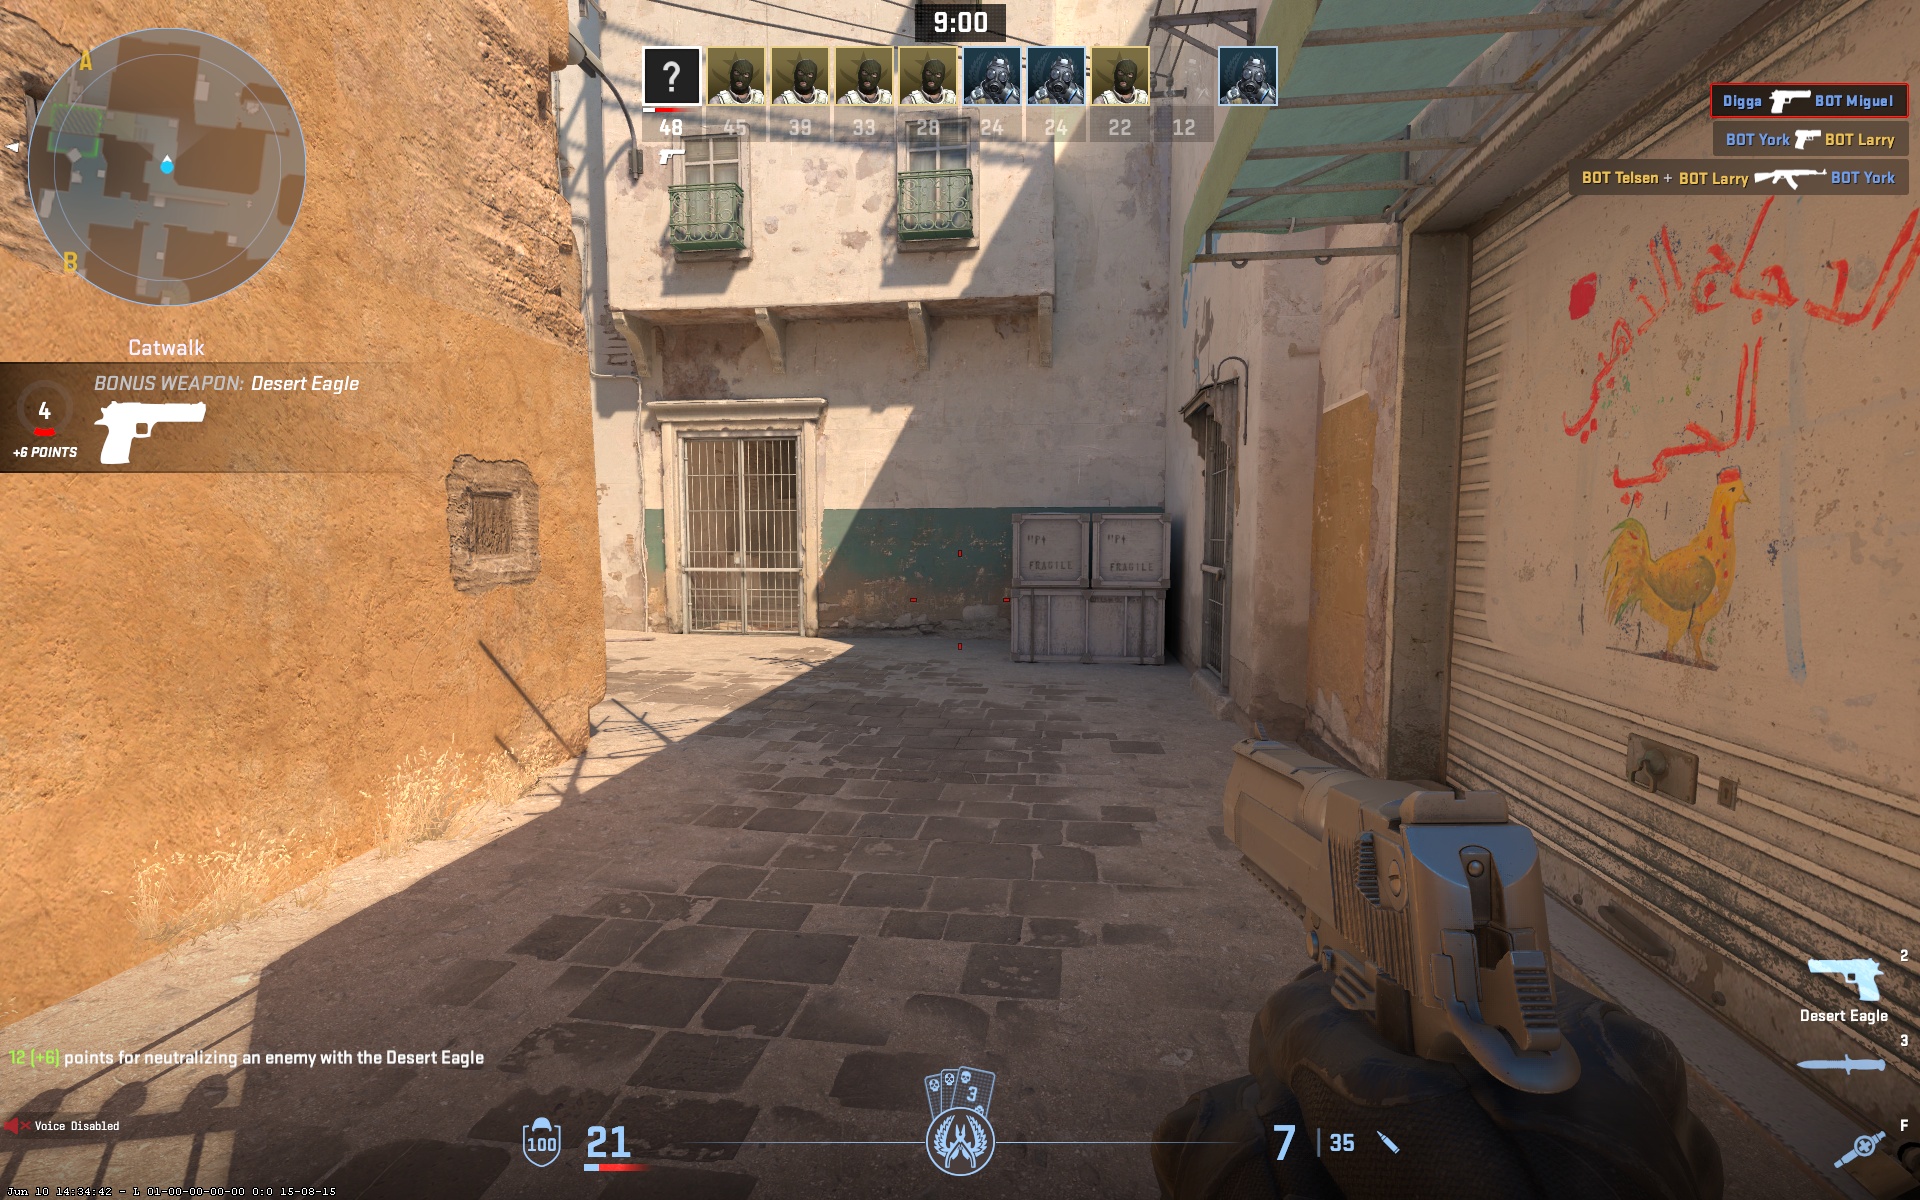 9:00
A
?
Digga BOT Miguel
48 45 39 33 28 24 24 22 12
BOT York BOT Larry
BOT Telsen + BOT Larry BOT York
B
Catwalk
BONUS WEAPON: Desert Eagle
4
+6 POINTS
الدجاج الدهبي
الحي
"P+ "P+
FRAGILE FRAGILE
2
Desert Eagle
3
12 (+6) points for neutralizing an enemy with the Desert Eagle
3
Voice Disabled
100 21
7 | 35
F
Jun 10 14:34:42 - L 01-00-00-00-00 0:0 15-08-15